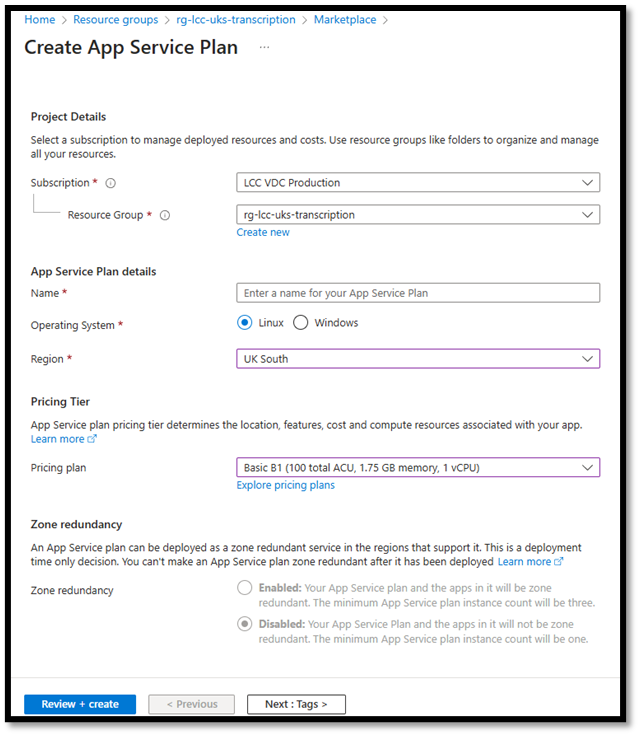 Home > Resource groups > rg-lcc-uks-transcription > Marketplace >
Create App Service Plan ...
Project Details
Select a subscription to manage deployed resources and costs. Use resource groups like folders to organize and manage
all your resources.
Subscription *
LCC VDC Production
Resource Group *
rg-lcc-uks-transcription
Create new
App Service Plan details
Name *
Enter a name for your App Service Plan
Operating System *
Linux
Windows
Region *
UK South
Pricing Tier
App Service plan pricing tier determines the location, features, cost and compute resources associated with your app.
Learn more
Pricing plan
Basic B1 (100 total ACU, 1.75 GB memory, 1 vCPU)
Explore pricing plans
Zone redundancy
An App Service plan can be deployed as a zone redundant service in the regions that support it. This is a deployment
time only decision. You can't make an App Service plan zone redundant after it has been deployed Learn more
Zone redundancy
Enabled: Your App Service plan and the apps in it will be zone
redundant. The minimum App Service plan instance count will be three.
Disabled: Your App Service Plan and the apps in it will not be zone
redundant. The minimum App Service plan instance count will be one.
Review + create
< Previous
Next : Tags >